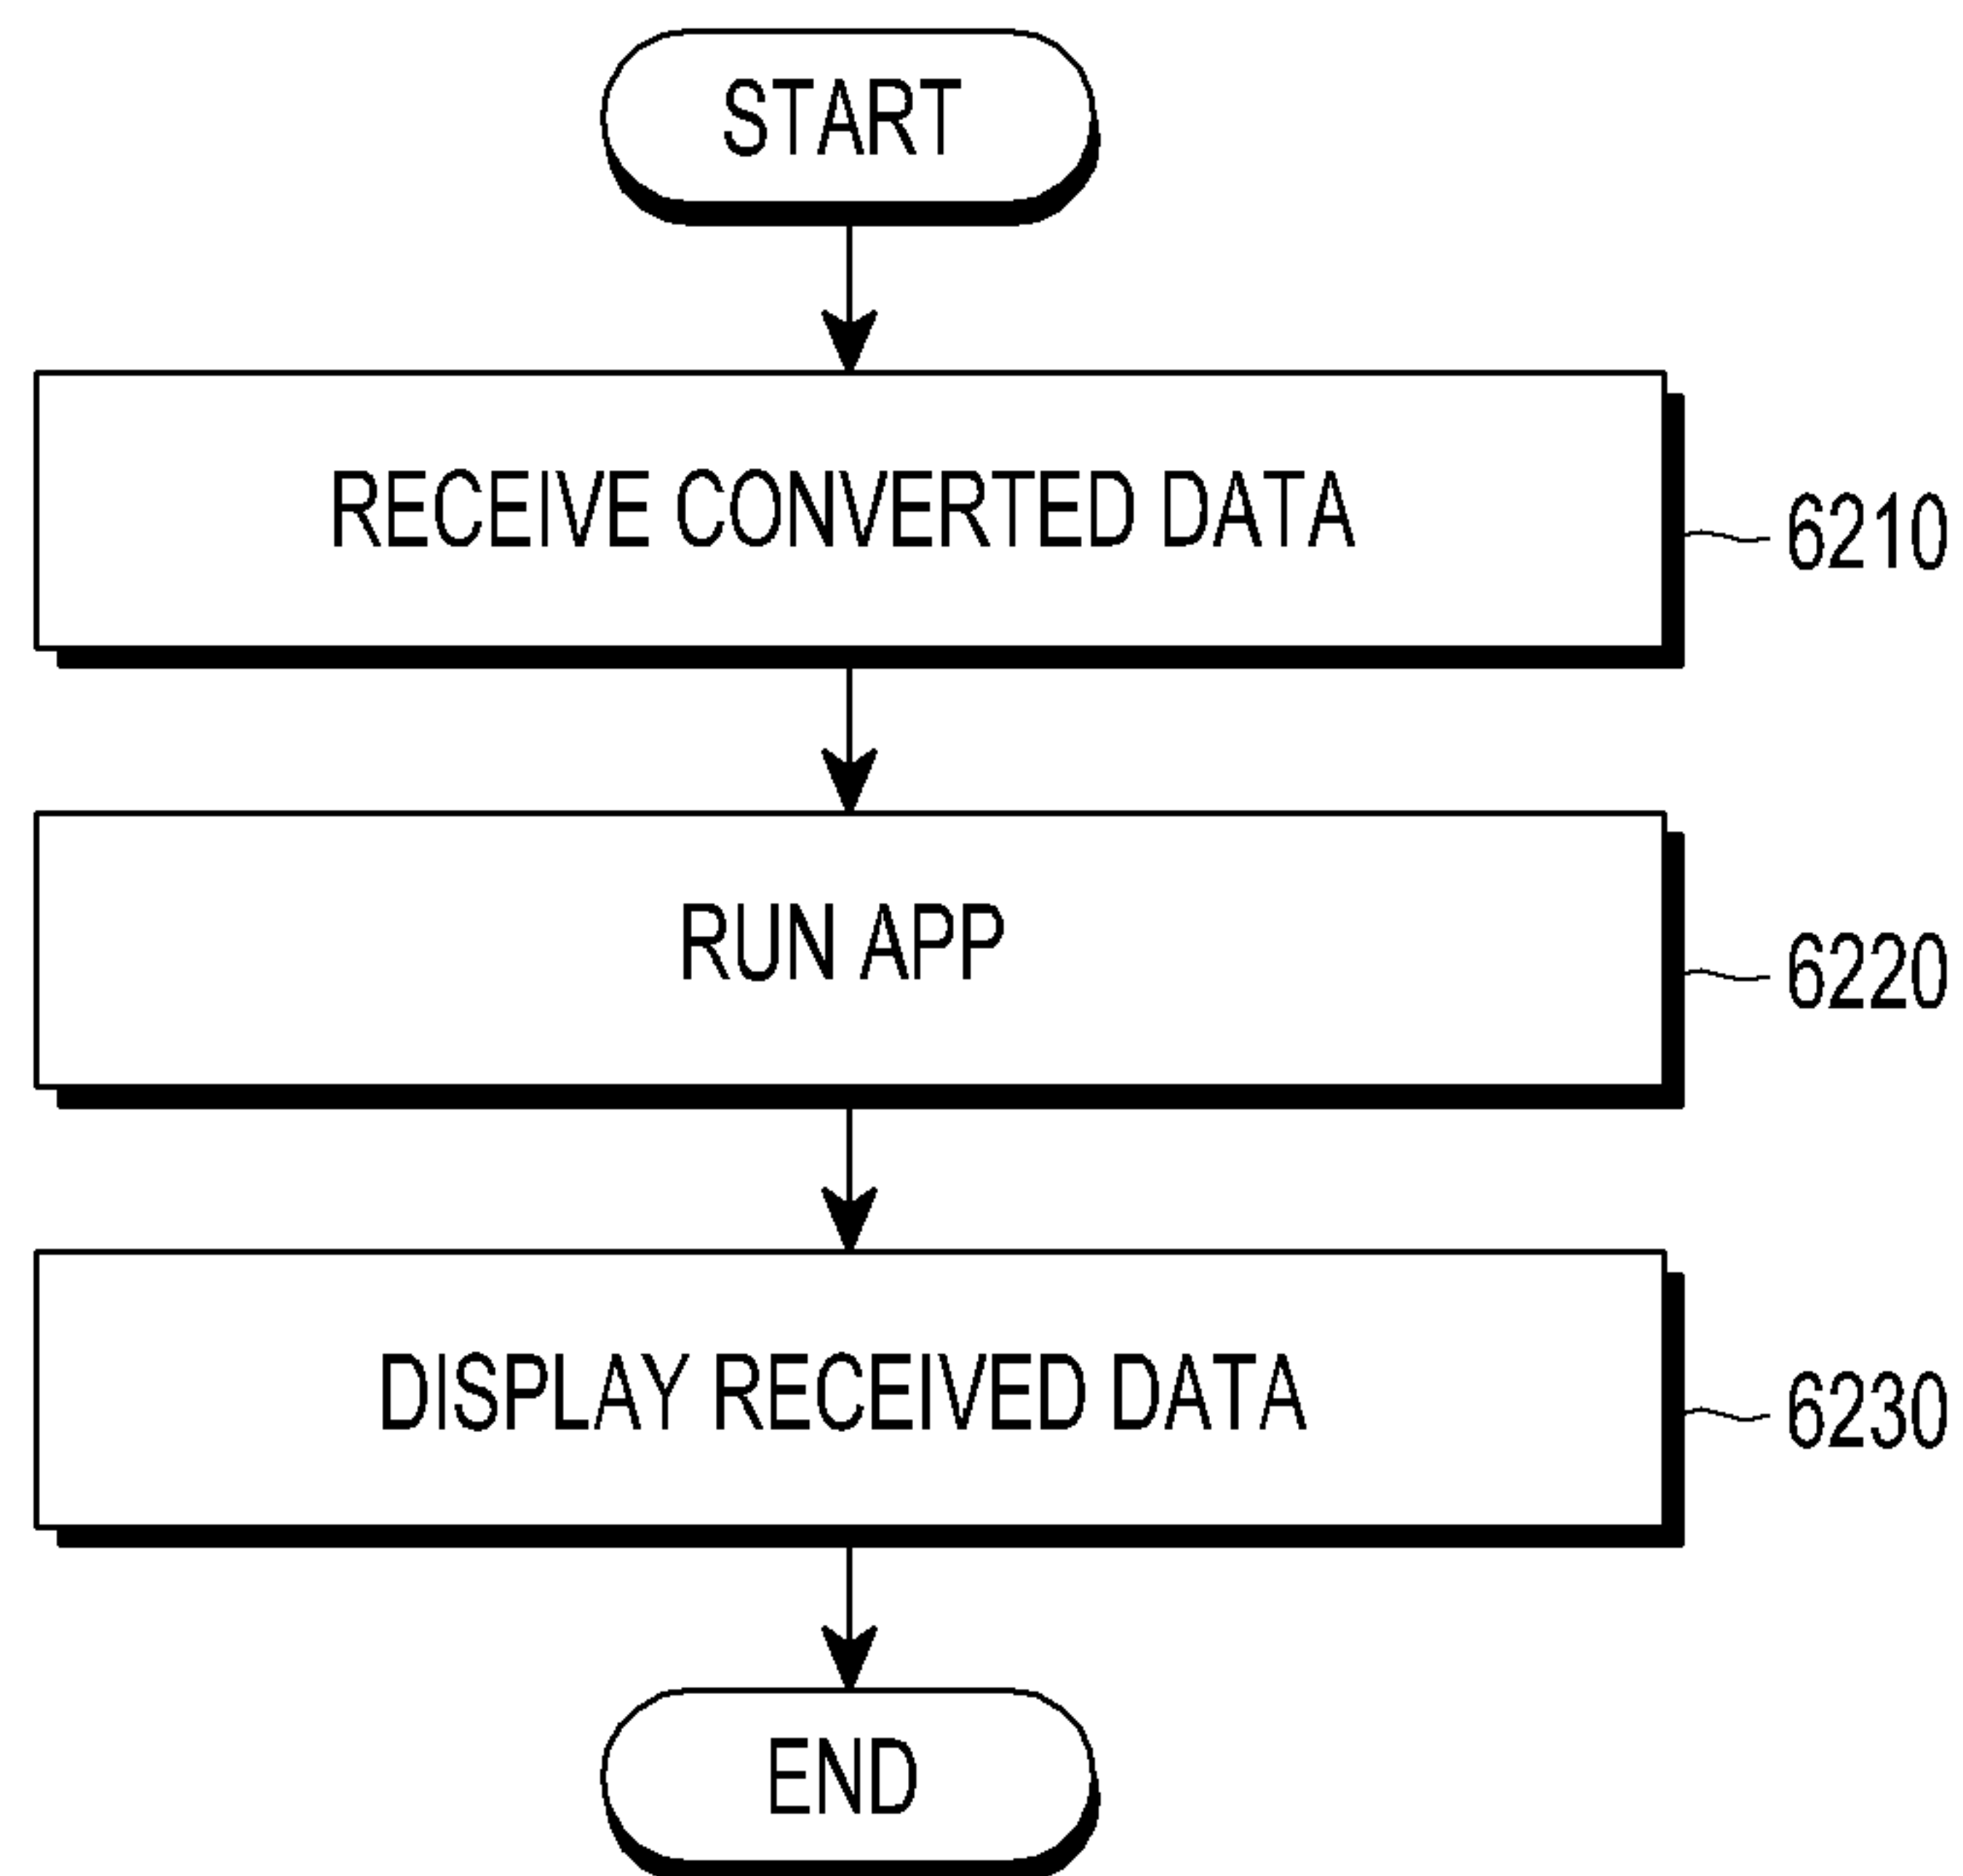 START
RECEIVE CONVERTED DATA
6210
RUN APP
6220
DISPLAY RECEIVED DATA
6230
END